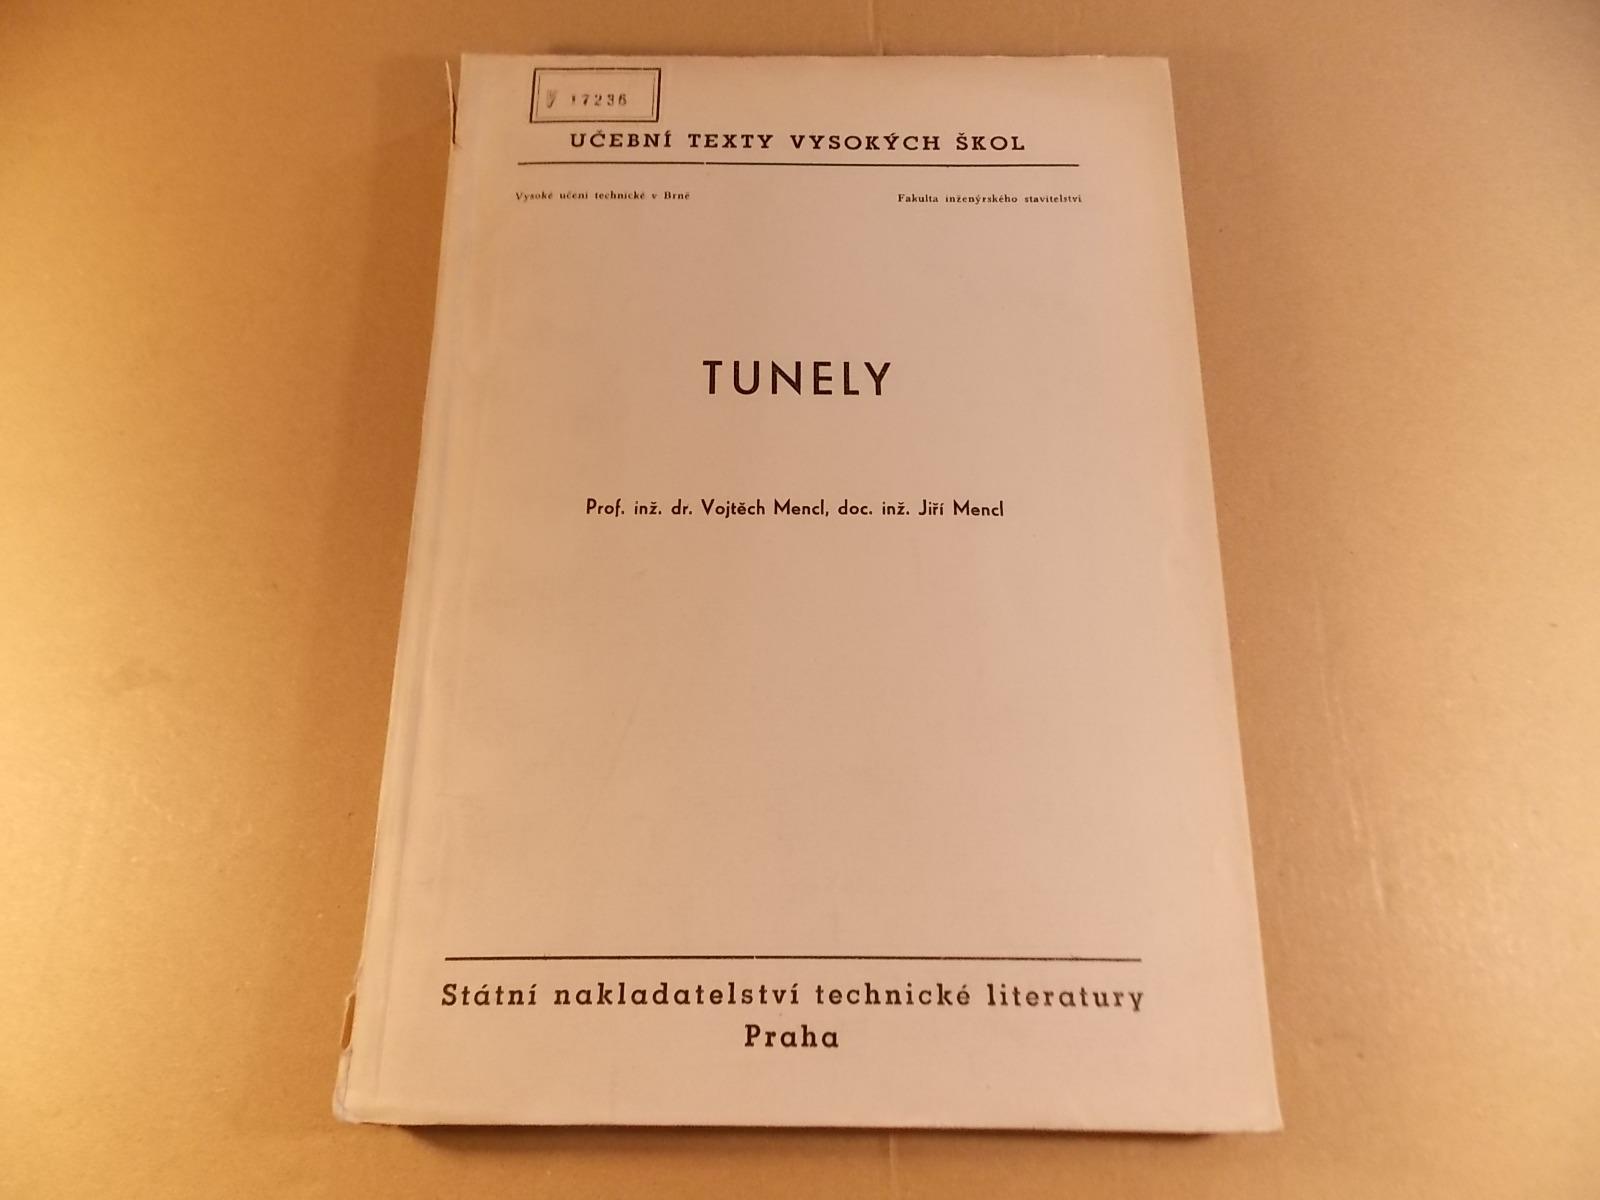 17236
UČEBNÍ TEXTY VYSOKÝCH ŠKOL
Vysoké učení technické v Brně
Fakulta inženýrského stavitelství
TUNELY
Prof. inž. dr. Vojtěch Mencl, doc. inž. Jiří Mencl
Státní nakladatelství technické literatury
Praha